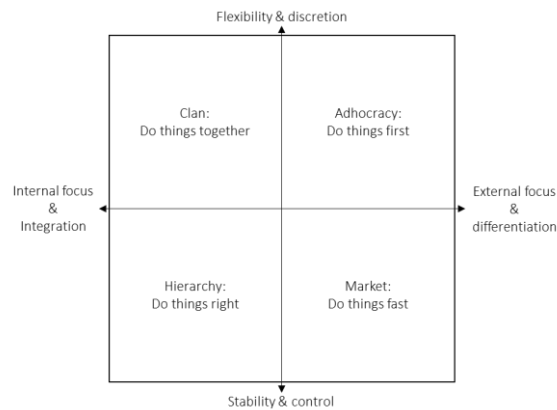 Flexibility & discretion
Clan:
Do things together
Adhocracy:
Do things first
Internal focus
&
Integration
External focus
&
differentiation
Hierarchy:
Do things right
Market:
Do things fast
Stability & control